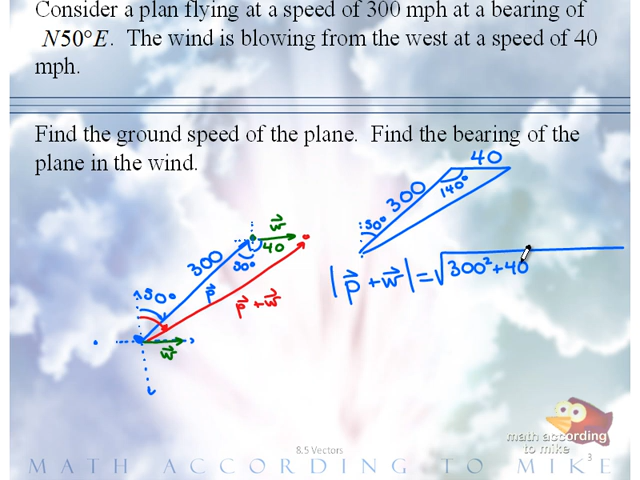 Consider a plan flying at a speed of 300 mph at a bearing of
N50°E. The wind is blowing from the west at a speed of 40
mph.
Find the ground speed of the plane. Find the bearing of the
plane in the wind.
40
300
140°
50°
w
40
300
50°
50°
p
p+w
w
|p+w|=√300²+40
math according
to mike
8.5 Vectors
3
MATH ACCORDING TO MIKE